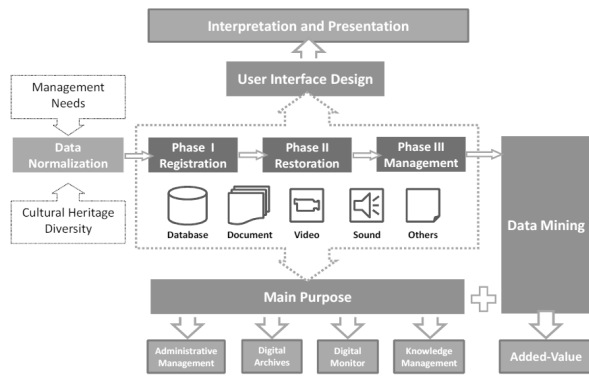 Interpretation and Presentation
User Interface Design
Management
Needs
Data
Normalization
Cultural Heritage
Diversity
Phase I
Registration
Phase II
Restoration
Phase III
Management
Database
Document
Video
Sound
Others
Data Mining
Main Purpose
Administrative
Management
Digital
Archives
Digital
Monitor
Knowledge
Management
Added-Value